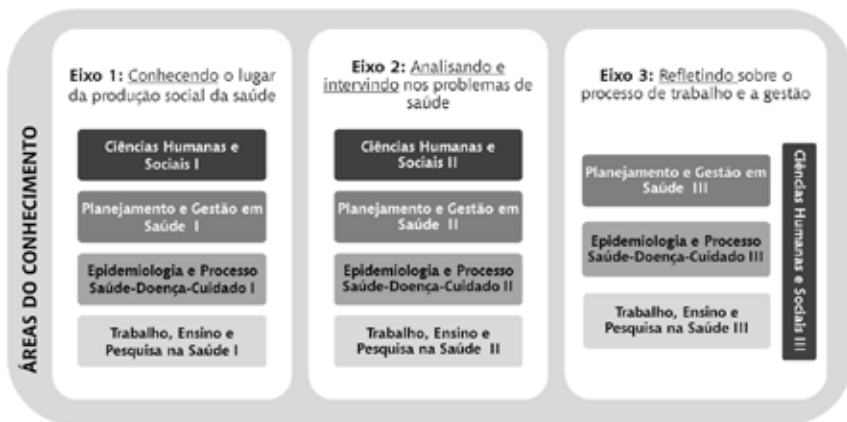 ÁREAS DO CONHECIMENTO
Eixo 1: Conhecendo o lugar
da produção social da saúde
Ciências Humanas e
Sociais I
Planejamento e Gestão em
Saúde I
Epidemiologia e Processo
Saúde-Doença-Cuidado I
Trabalho, Ensino e
Pesquisa na Saúde I
Eixo 2: Analisando e
intervindo nos problemas de
saúde
Ciências Humanas e
Sociais II
Planejamento e Gestão em
Saúde II
Epidemiologia e Processo
Saúde-Doença-Cuidado II
Trabalho, Ensino e
Pesquisa na Saúde II
Eixo 3: Refletindo sobre o
processo de trabalho e a gestão
Planejamento e Gestão em
Saúde III
Epidemiologia e Processo
Saúde-Doença-Cuidado III
Trabalho, Ensino e
Pesquisa na Saúde III
Ciências Humanas e Sociais III